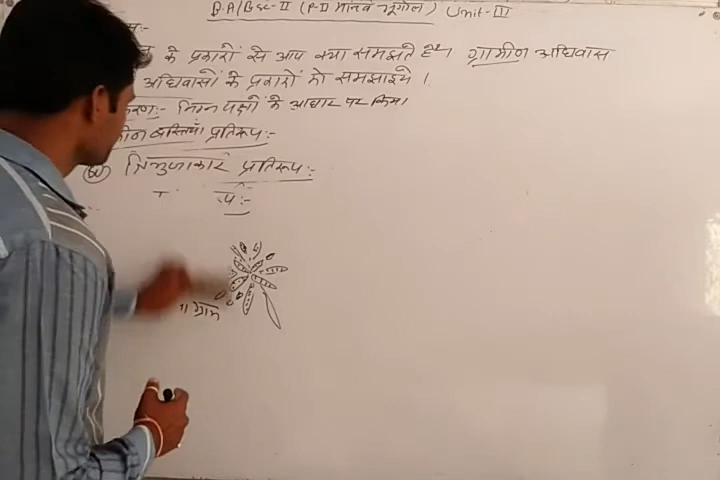 B.A/Bsc-II (P-II मानव भूगोल) Unit-III
के प्रकारों से आप क्या समझते है। ग्रामीण अधिवास
अधिवासों के प्रकारों को समझाइये।
करण:- निम्न पक्षों के आधार पर किया
बस्तियों प्रतिरूप:-
त्रिभुजाकार प्रतिरूप:-
प:-
ग्राम